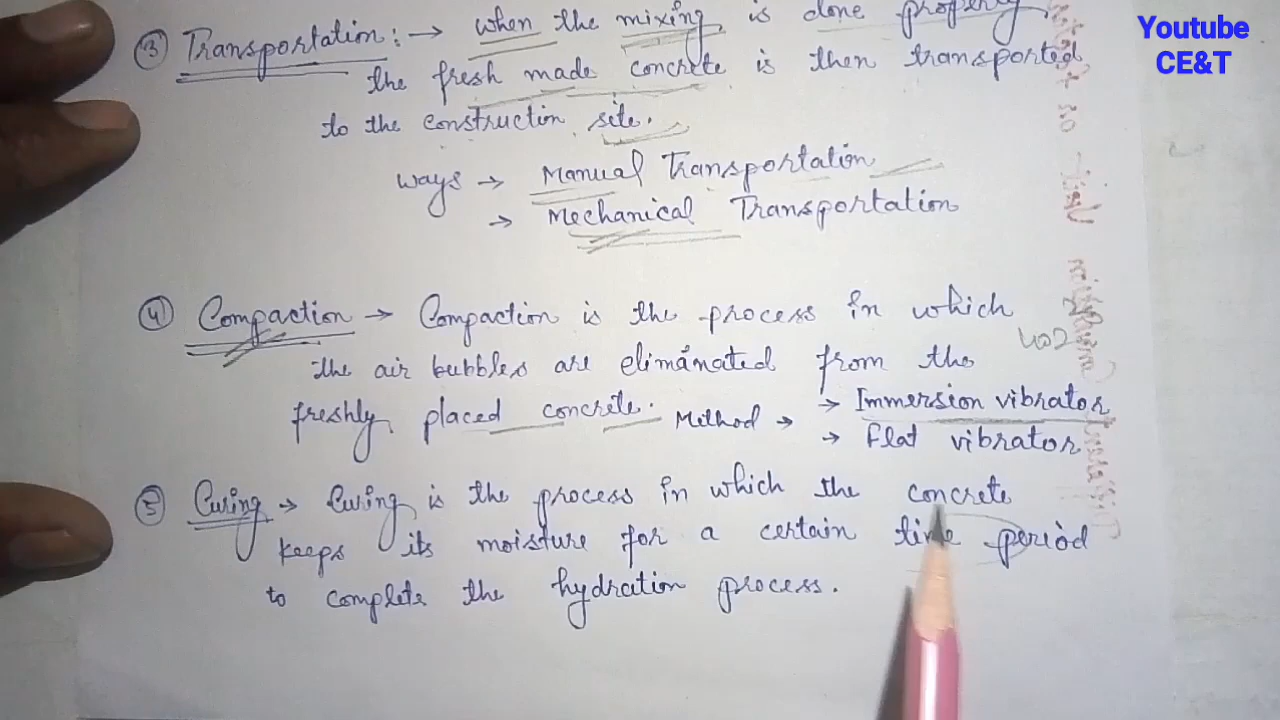 ③ Transportation:→ when the mixing is done properly
the fresh made concrete is then transported
to the construction site.
ways → Manual Transportation
→ Mechanical Transportation
④ Compaction → Compaction is the process in which
the air bubbles are elimanated from the
freshly placed concrete. Method → → Immersion vibrator
→ Flat vibrator
⑤ Curing → Curing is the process in which the concrete
keeps its moisture for a certain time period
to complete the hydration process.
Youtube
CE&T